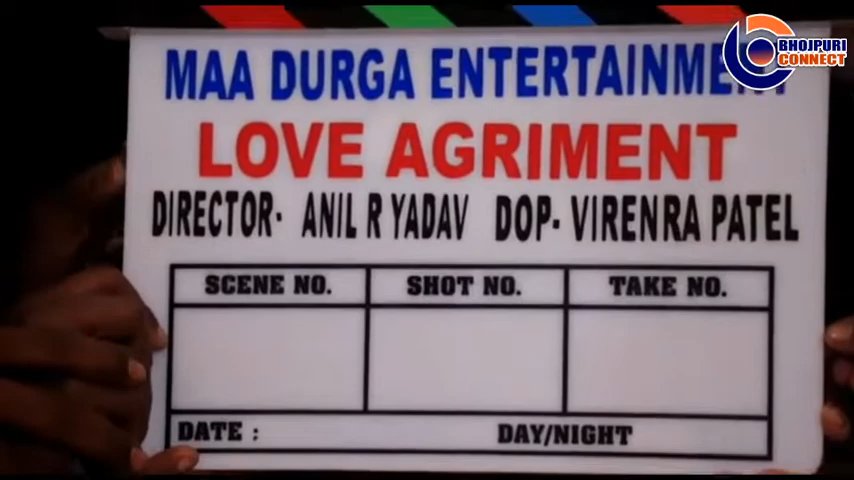 BHOJPURI
CONNECT
MAA DURGA ENTERTAINMENT
LOVE AGRIMENT
DIRECTOR- ANIL R YADAV DOP- VIRENRA PATEL
SCENE NO. SHOT NO. TAKE NO.
DATE : DAY/NIGHT